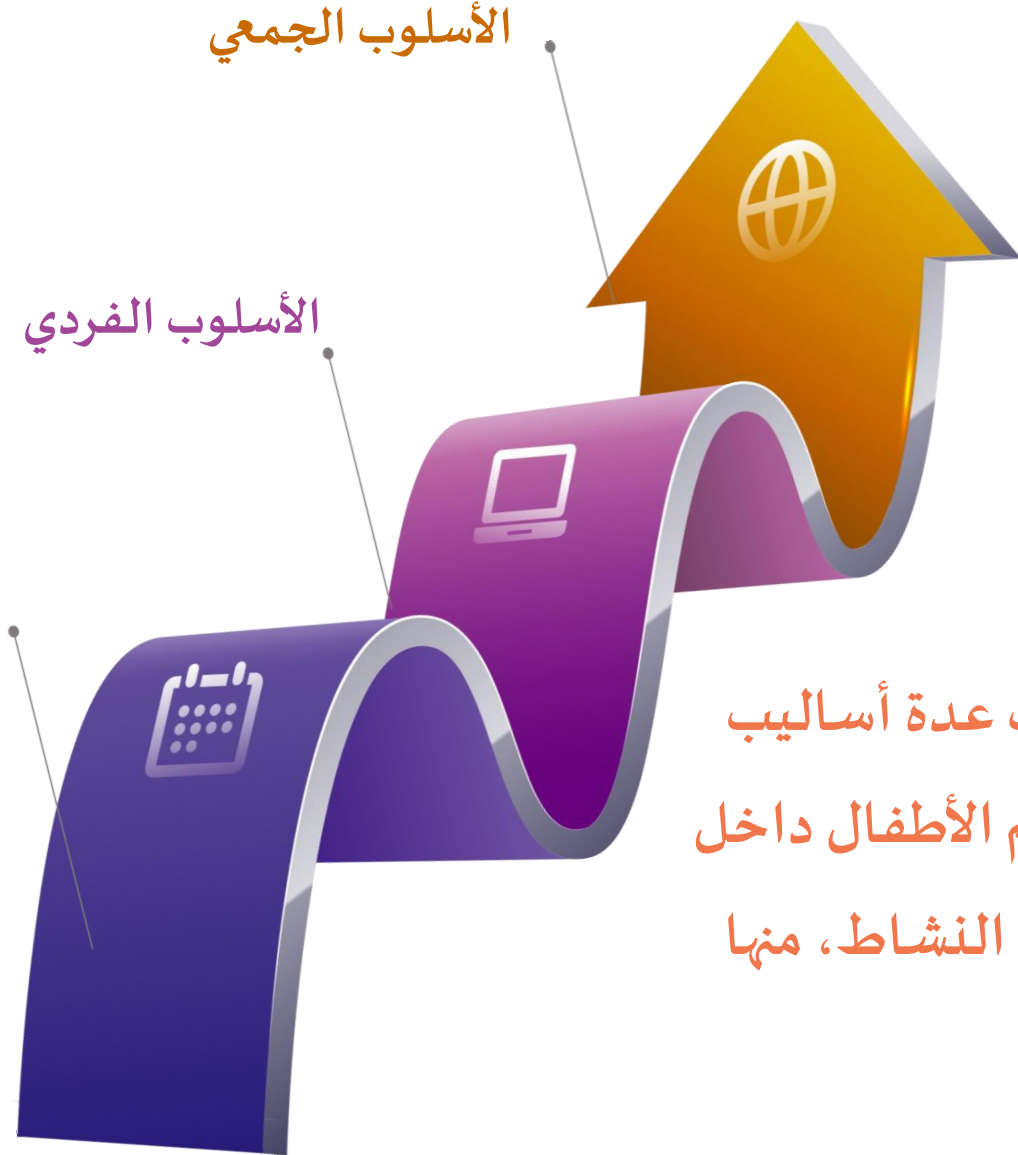 الأسلوب الجمعي
الأسلوب الفردي
عدة أساليب
الأطفال داخل
النشاط، منها